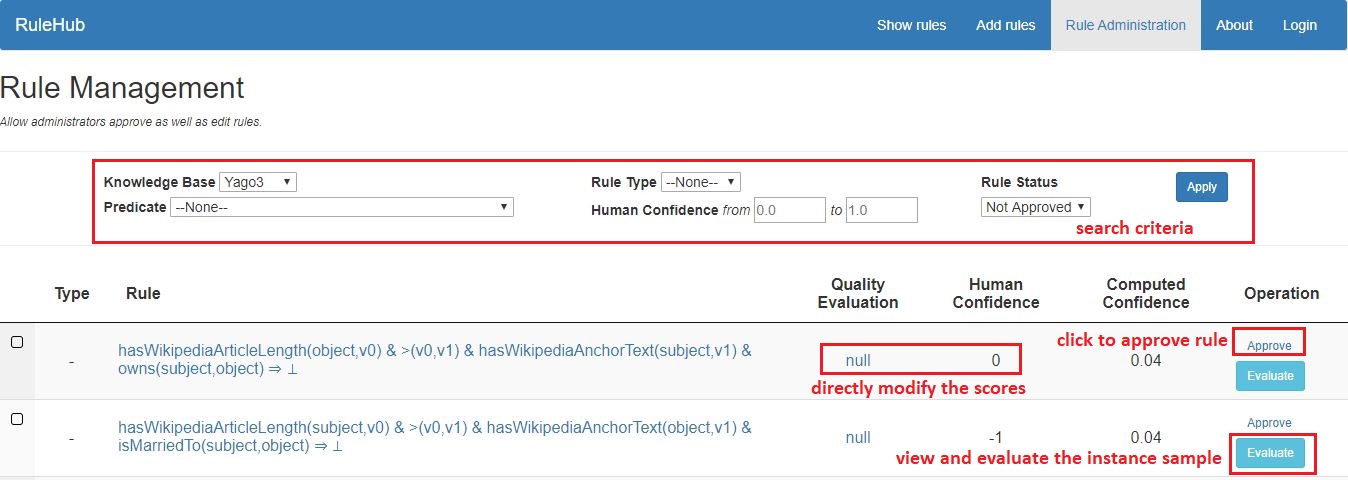 RuleHub Show rules Add rules Rule Administration About Login
Rule Management
Allow administrators approve as well as edit rules.
Knowledge Base Yago3 Rule Type --None-- Rule Status Apply
Predicate --None-- Human Confidence from 0.0 to 1.0 Not Approved
search criteria
Type Rule Quality Evaluation Human Confidence Computed Confidence Operation
hasWikipediaArticleLength(object,v0) & >(v0,v1) & hasWikipediaAnchorText(subject,v1) &
owns(subject,object) ⇒ ⊥
- null 0 0.04
click to approve rule Approve
Evaluate
directly modify the scores
hasWikipediaArticleLength(subject,v0) & >(v0,v1) & hasWikipediaAnchorText(object,v1) &
isMarriedTo(subject,object) ⇒ ⊥
- null -1 0.04
Approve
view and evaluate the instance sample Evaluate